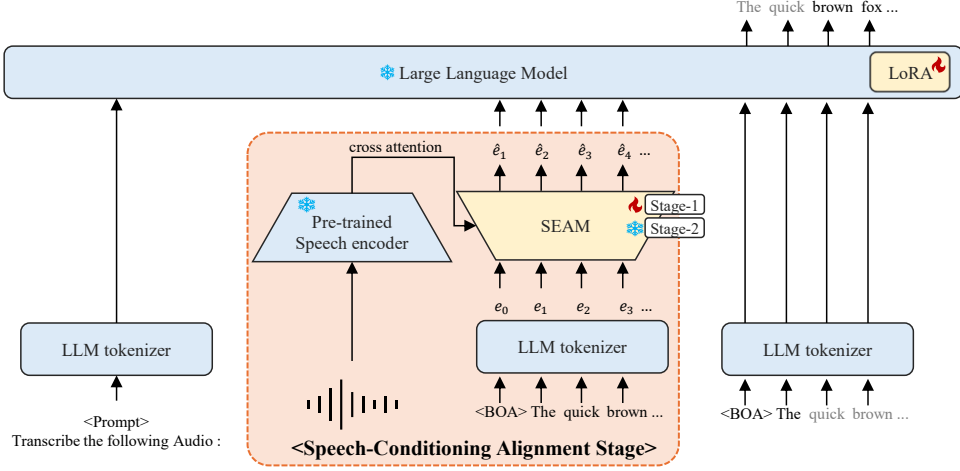 The quick brown fox ...
Large Language Model
LoRA
cross attention
ê₁ ê₂ ê₃ ê₄ ...
Pre-trained
Speech encoder
SEAM
Stage-1
Stage-2
e₀ e₁ e₂ e₃ ...
LLM tokenizer
LLM tokenizer
LLM tokenizer
<Prompt>
Transcribe the following Audio :
<BOA> The quick brown ...
<BOA> The quick brown ...
<Speech-Conditioning Alignment Stage>